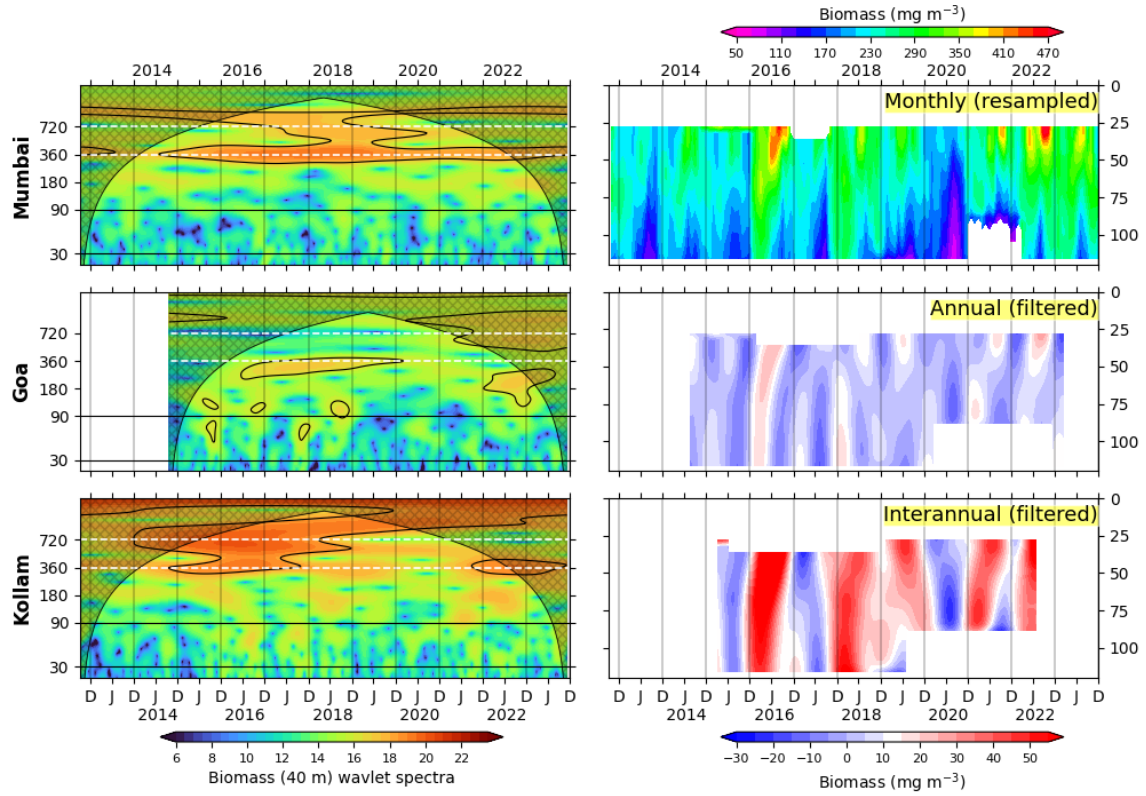 Biomass (mg m⁻³)
50 110 170 230 290 350 410 470
2014 2016 2018 2020 2022
2014 2016 2018 2020 2022
Mumbai
720
360
180
90
30
Monthly (resampled)
0
25
50
75
100
Goa
720
360
180
90
30
Annual (filtered)
0
25
50
75
100
Kollam
720
360
180
90
30
Interannual (filtered)
0
25
50
75
100
D J D J D J D J D J D J D J D J D J D J D J D
D J D J D J D J D J D J D J D J D J D J D J D
2014 2016 2018 2020 2022
2014 2016 2018 2020 2022
6 8 10 12 14 16 18 20 22
Biomass (40 m) wavlet spectra
−30 −20 −10 0 10 20 30 40 50
Biomass (mg m⁻³)